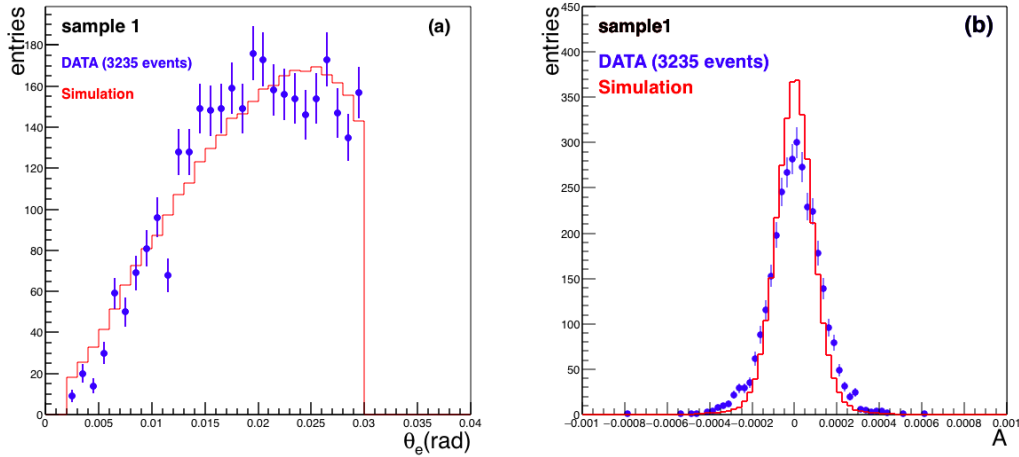 entries
sample 1
(a)
DATA (3235 events)
Simulation
180
160
140
120
100
80
60
40
20
0
0 0.005 0.01 0.015 0.02 0.025 0.03 0.035 0.04
θe(rad)
entries
sample1
(b)
DATA (3235 events)
Simulation
450
400
350
300
250
200
150
100
50
0
−0.001 −0.0008 −0.0006 −0.0004 −0.0002 0 0.0002 0.0004 0.0006 0.0008 0.001
A